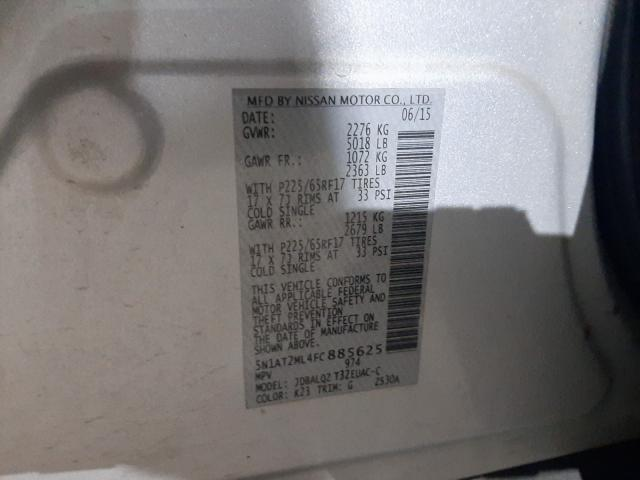 MFD BY NISSAN MOTOR CO., LTD.
DATE: 06/15
GVWR: 2276 KG
5018 LB
GAWR FR.: 1072 KG
2363 LB
WITH P225/65RF17 TIRES
17 X 7J RIMS AT 33 PSI
COLD SINGLE
GAWR RR.: 1215 KG
2679 LB
WITH P225/65RF17 TIRES
17 X 7J RIMS AT 33 PSI
COLD SINGLE
THIS VEHICLE CONFORMS TO
ALL APPLICABLE FEDERAL
MOTOR VEHICLE SAFETY AND
THEFT PREVENTION
STANDARDS IN EFFECT ON
THE DATE OF MANUFACTURE
5N1AT2ML4FC885625
MPV 974
MODEL: JDBALQZ T32EUAC-C
COLOR: K23 TRIM: G 2530A